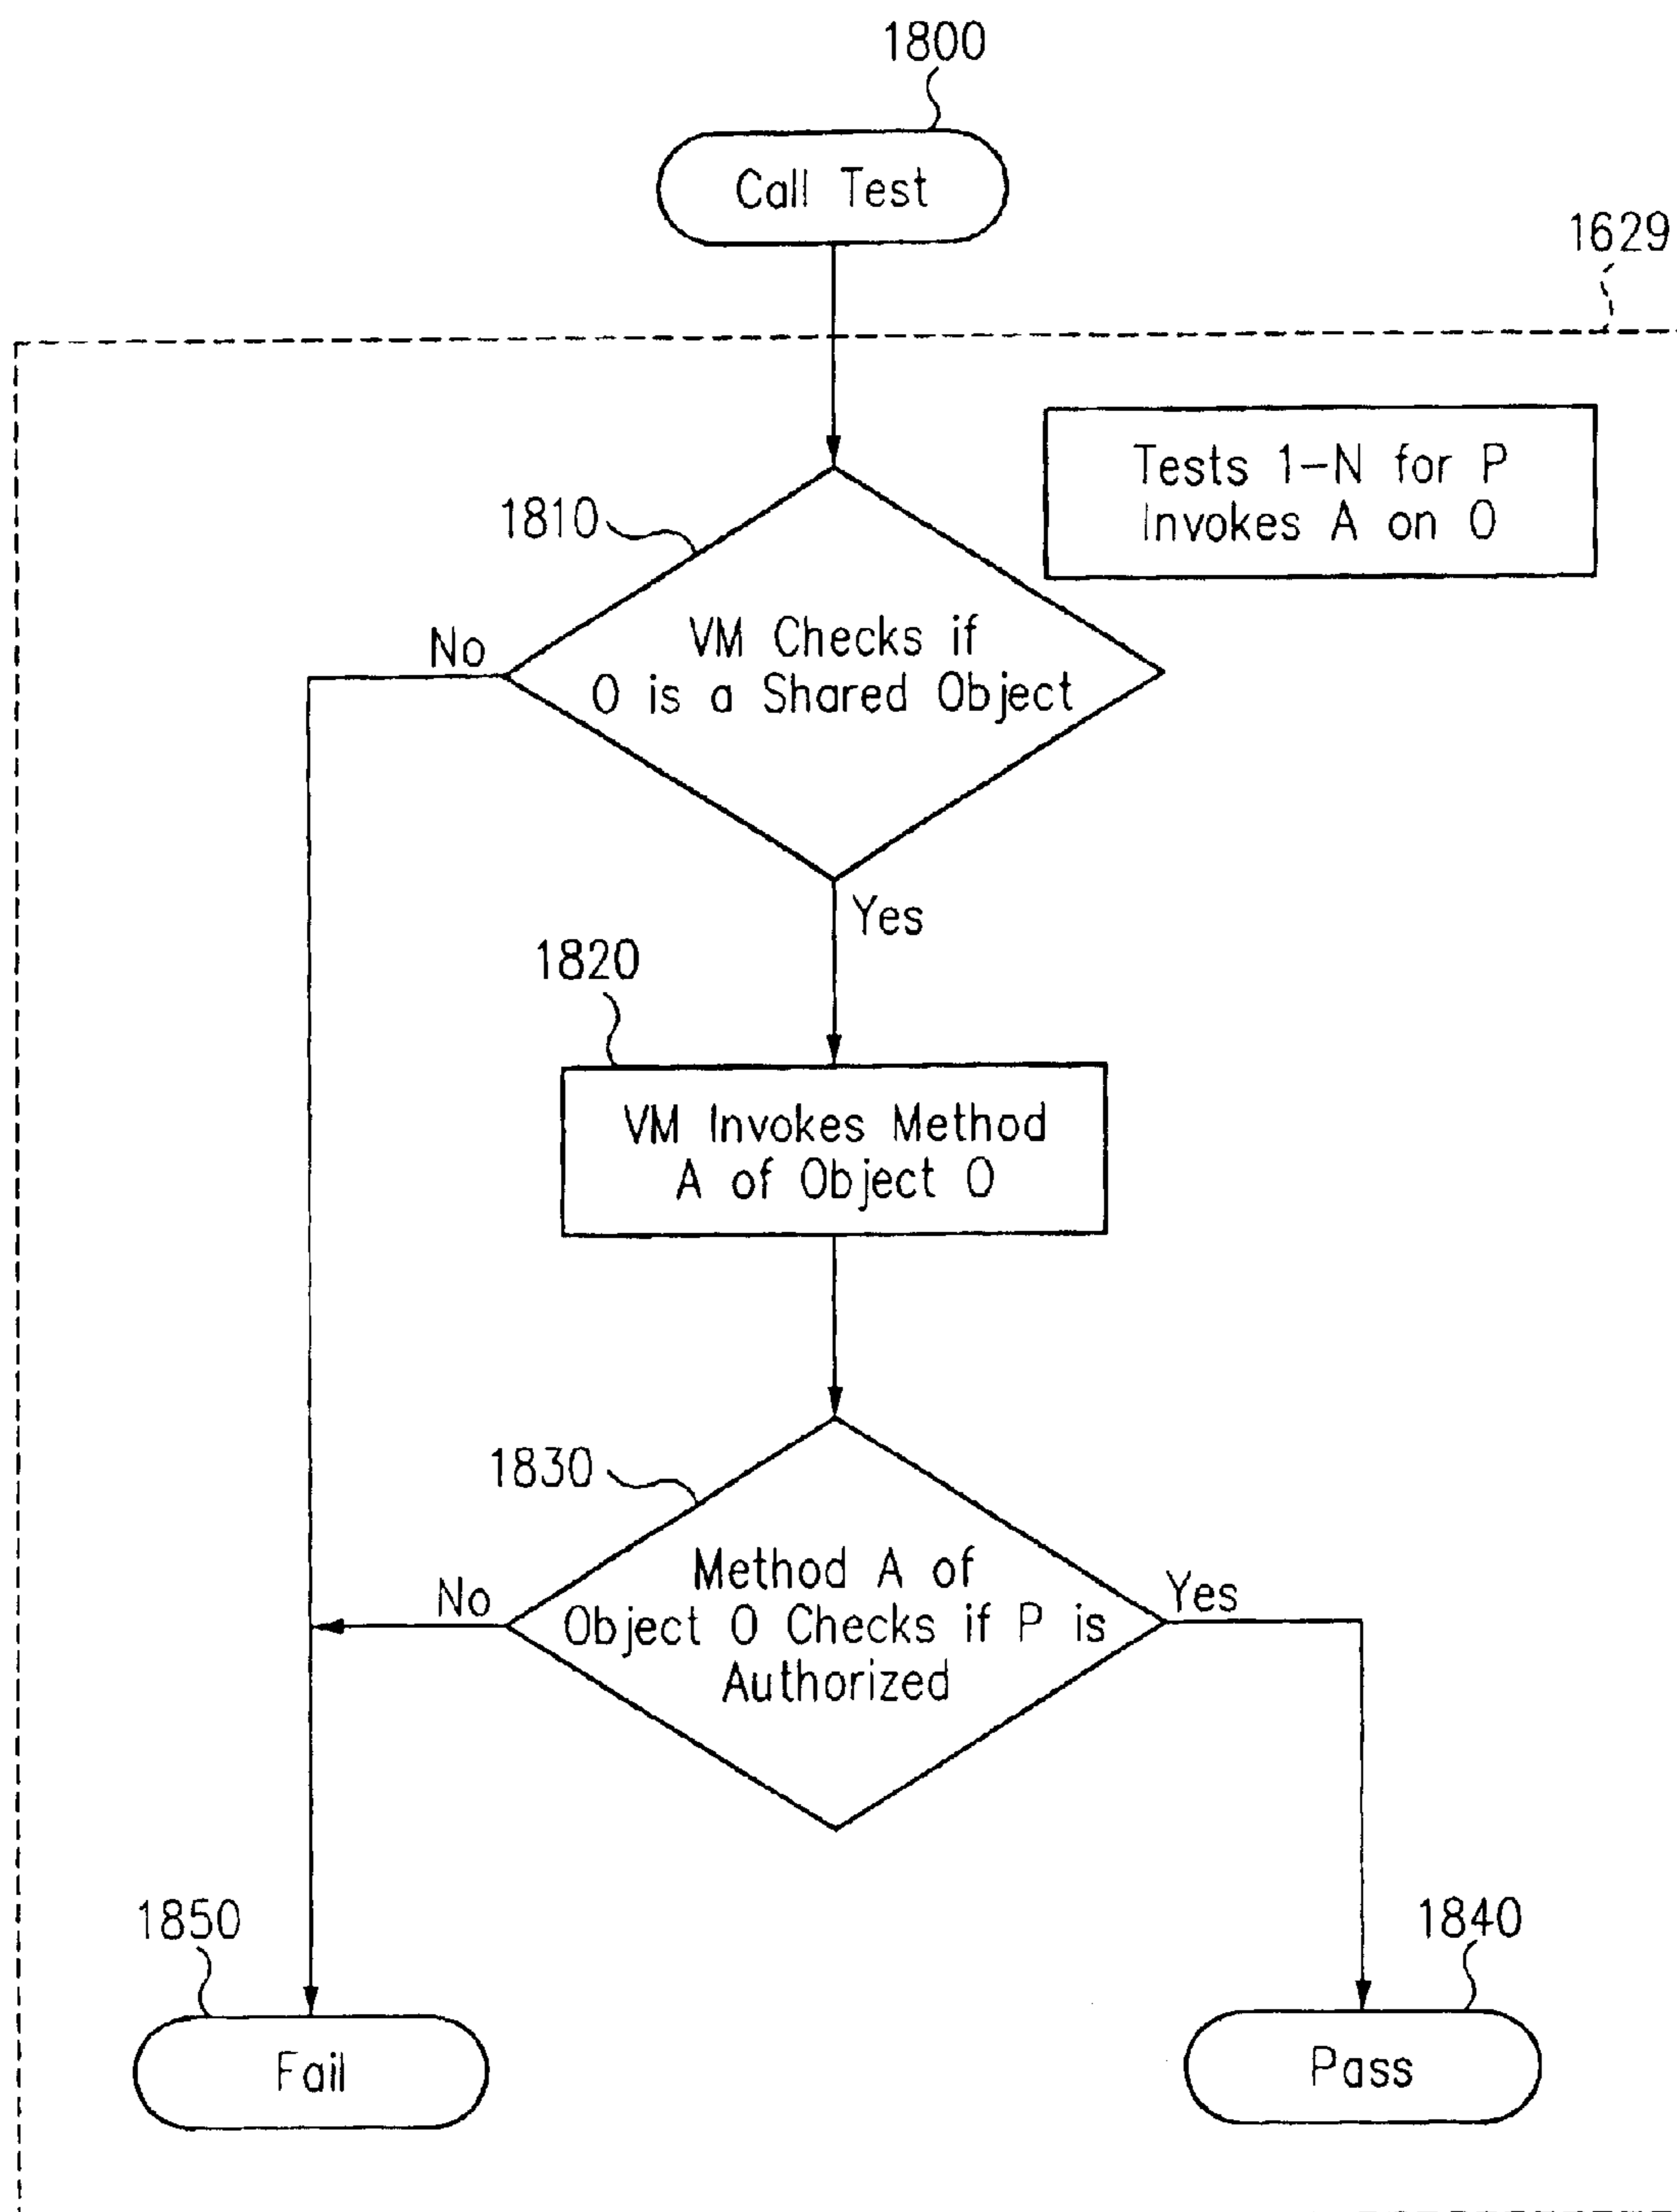 1800
Call Test
1629
Tests 1-N for P
Invokes A on O
1810
VM Checks if
O is a Shared Object
No
Yes
1820
VM Invokes Method
A of Object O
1830
Method A of
Object O Checks if P is
Authorized
No
Yes
1850
Fail
1840
Pass